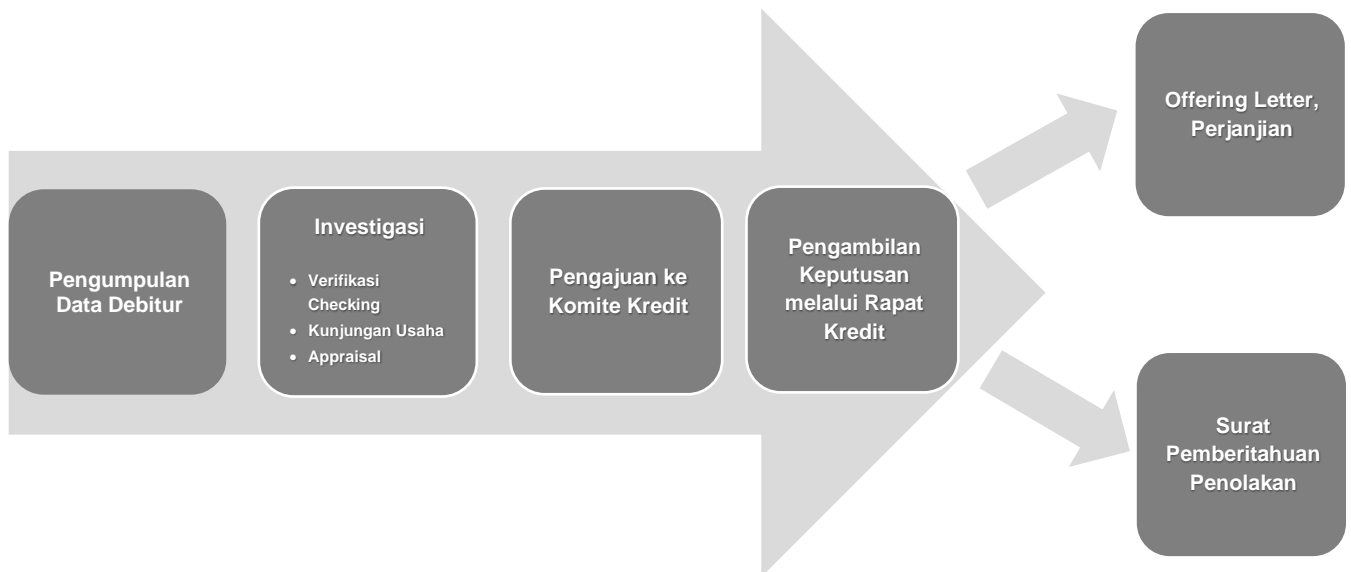 Pengumpulan
Data Debitur
Investigasi
• Verifikasi
Checking
• Kunjungan Usaha
• Appraisal
Pengajuan ke
Komite Kredit
Pengambilan
Keputusan
melalui Rapat
Kredit
Offering Letter,
Perjanjian
Surat
Pemberitahuan
Penolakan